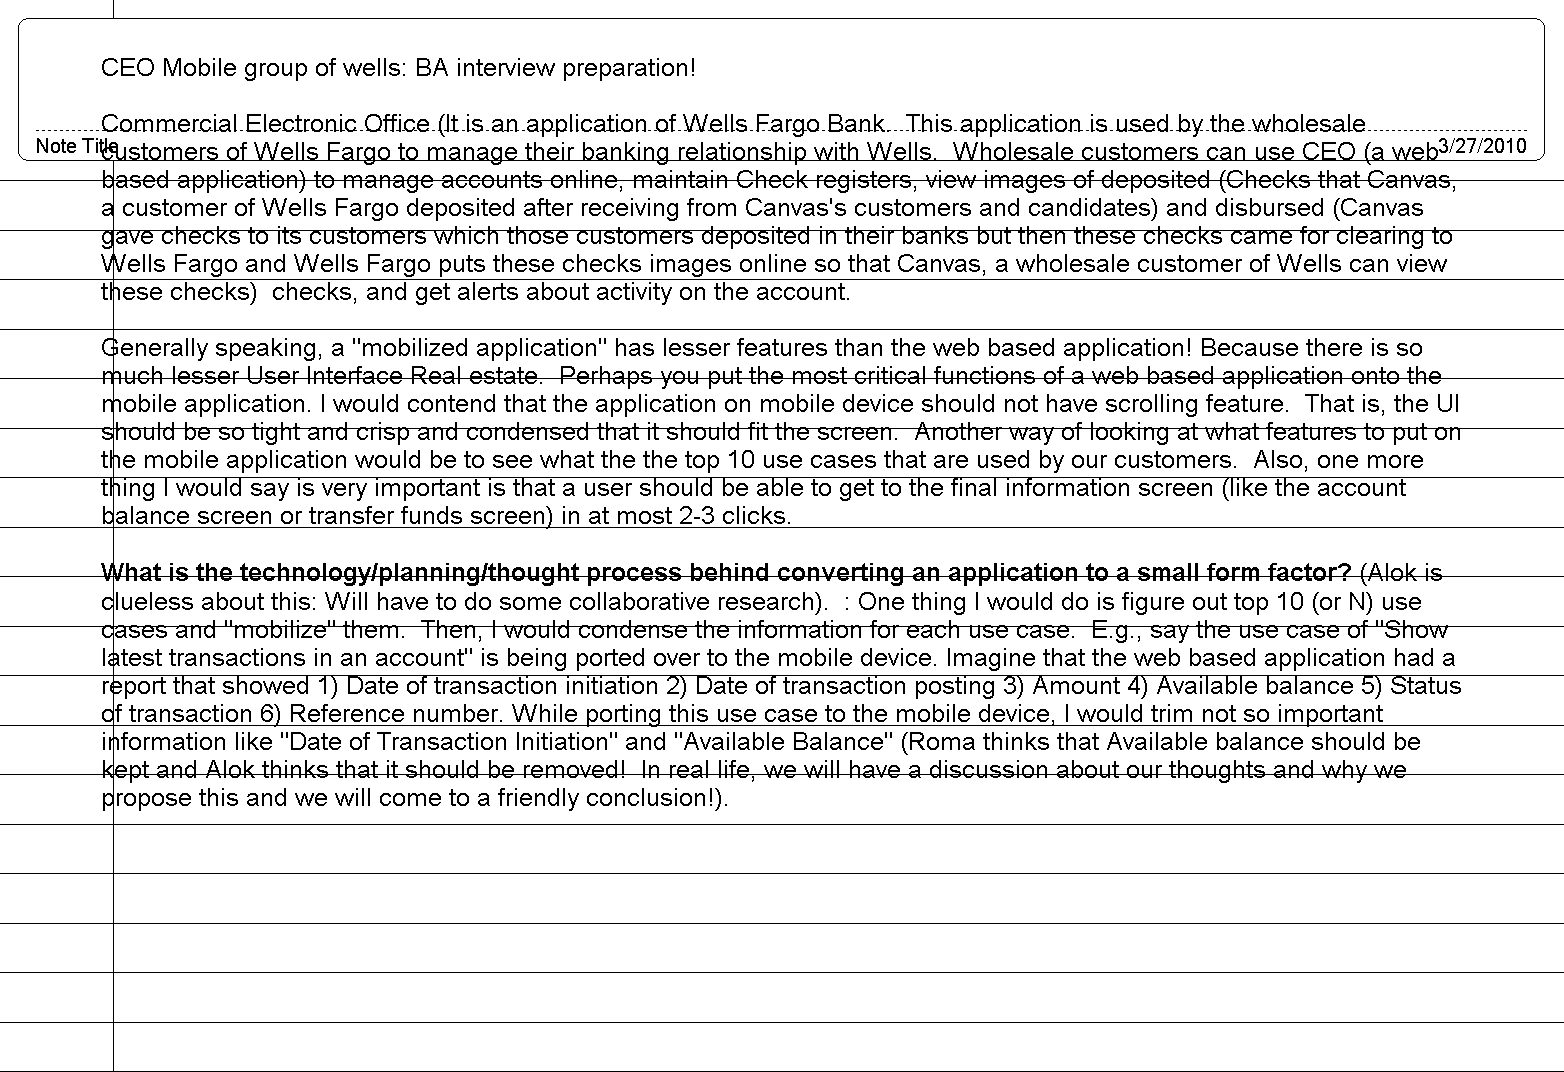 CEO Mobile group of wells: BA interview preparation!
Commercial Electronic Office (It is an application of Wells Fargo Bank.  This application is used by the wholesale
Note Title
customers of Wells Fargo to manage their banking relationship with Wells.  Wholesale customers can use CEO (a web
3/27/2010
based application) to manage accounts online, maintain Check registers, view images of deposited (Checks that Canvas,
a customer of Wells Fargo deposited after receiving from Canvas's customers and candidates) and disbursed (Canvas
gave checks to its customers which those customers deposited in their banks but then these checks came for clearing to
Wells Fargo and Wells Fargo puts these checks images online so that Canvas, a wholesale customer of Wells can view
these checks)  checks, and get alerts about activity on the account.
Generally speaking, a "mobilized application" has lesser features than the web based application! Because there is so
much lesser User Interface Real estate.  Perhaps you put the most critical functions of a web based application onto the
mobile application. I would contend that the application on mobile device should not have scrolling feature.  That is, the UI
should be so tight and crisp and condensed that it should fit the screen.  Another way of looking at what features to put on
the mobile application would be to see what the the top 10 use cases that are used by our customers.  Also, one more
thing I would say is very important is that a user should be able to get to the final information screen (like the account
balance screen or transfer funds screen) in at most 2-3 clicks.
What is the technology/planning/thought process behind converting an application to a small form factor? (Alok is
clueless about this: Will have to do some collaborative research).  : One thing I would do is figure out top 10 (or N) use
cases and "mobilize" them.  Then, I would condense the information for each use case.  E.g., say the use case of "Show
latest transactions in an account" is being ported over to the mobile device. Imagine that the web based application had a
report that showed 1) Date of transaction initiation 2) Date of transaction posting 3) Amount 4) Available balance 5) Status
of transaction 6) Reference number. While porting this use case to the mobile device, I would trim not so important
information like "Date of Transaction Initiation" and "Available Balance" (Roma thinks that Available balance should be
kept and Alok thinks that it should be removed!  In real life, we will have a discussion about our thoughts and why we
propose this and we will come to a friendly conclusion!).